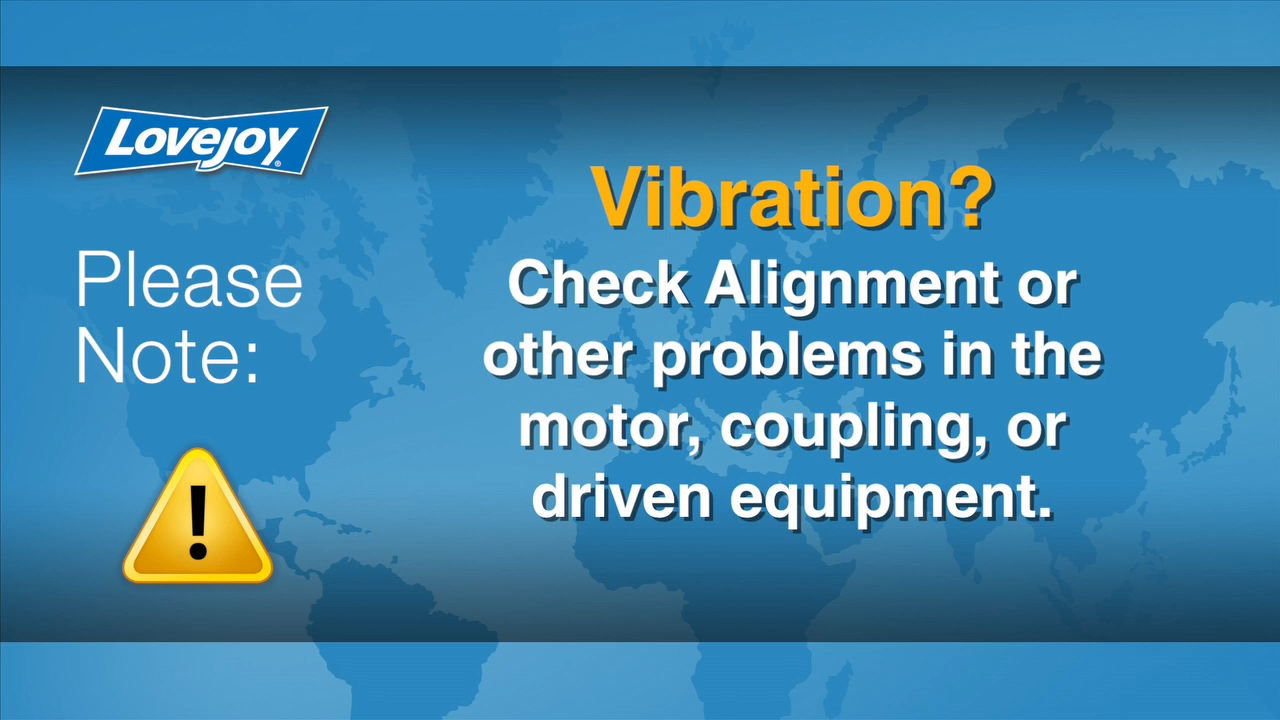 Lovejoy®
Please
Note:
!
Vibration?
Check Alignment or
other problems in the
motor, coupling, or
driven equipment.